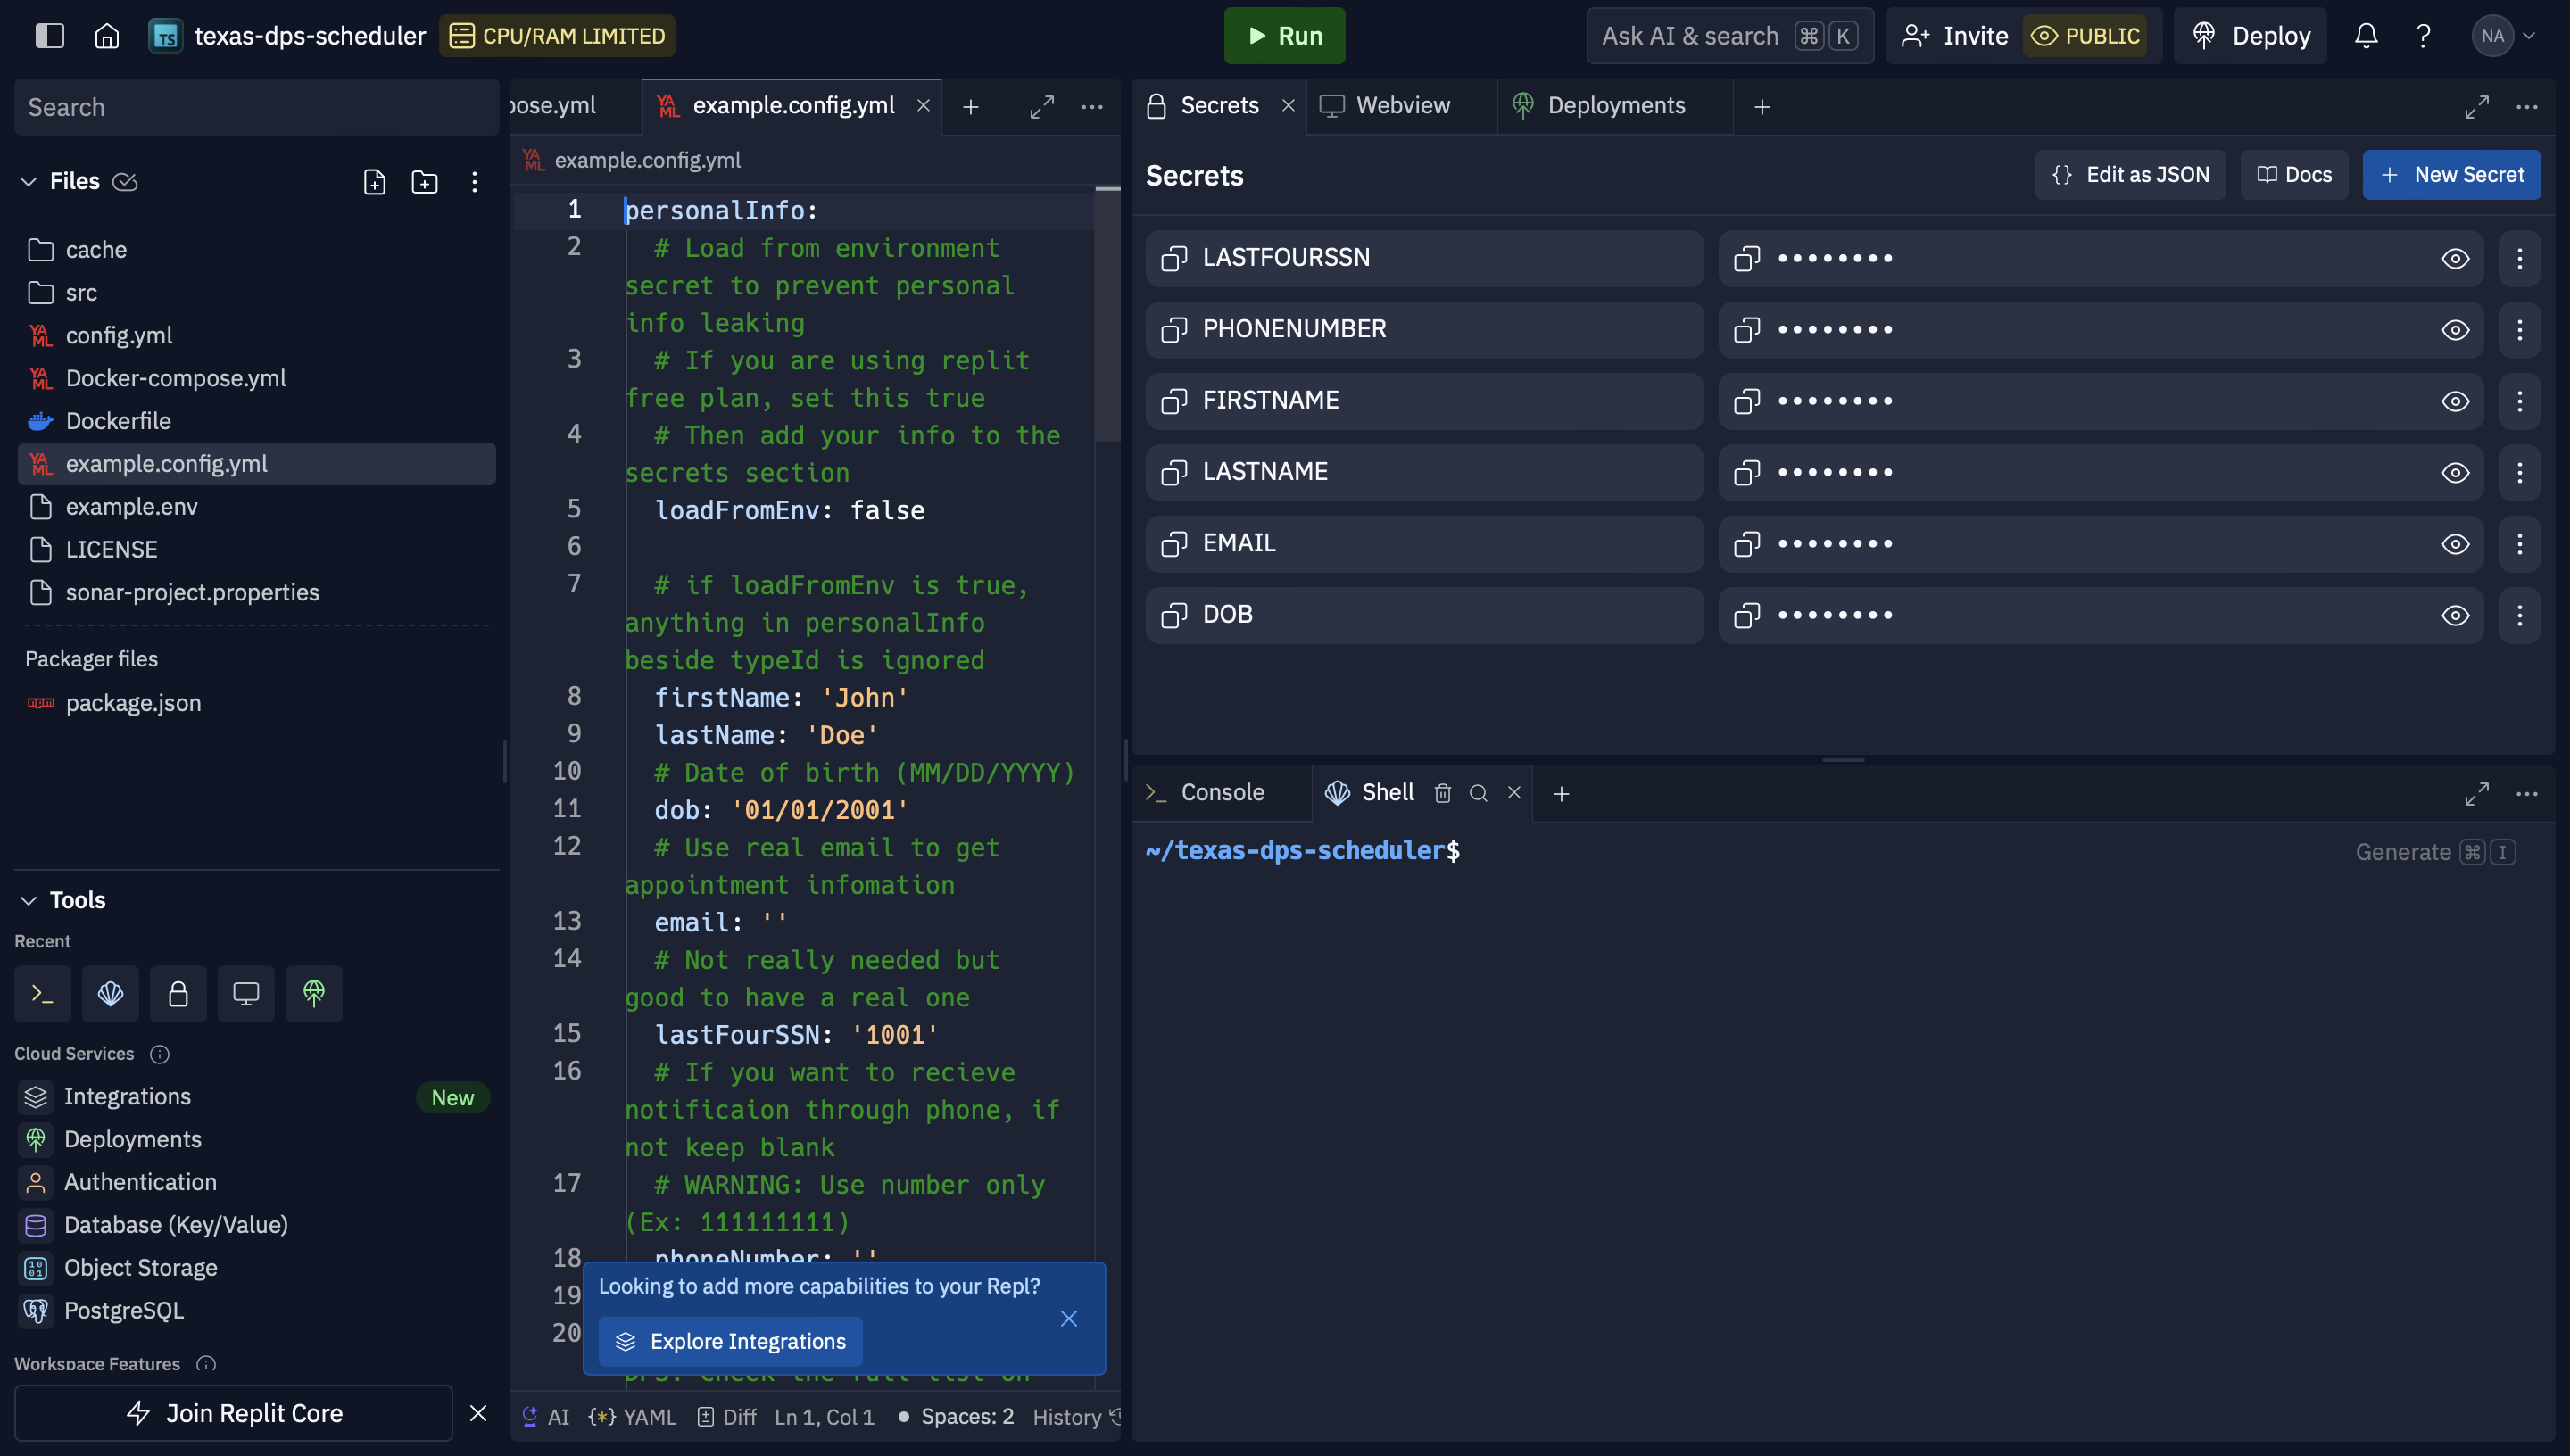 texas-dps-scheduler
CPU/RAM LIMITED
Run
Ask AI & search ⌘ K
Invite
PUBLIC
Deploy
?
NA
Search
Files
cache
src
config.yml
Docker-compose.yml
Dockerfile
example.config.yml
example.env
LICENSE
sonar-project.properties
Packager files
package.json
Tools
Recent
Cloud Services
Integrations
New
Deployments
Authentication
Database (Key/Value)
Object Storage
PostgreSQL
Workspace Features
Join Replit Core
pose.yml
example.config.yml
example.config.yml
1 personalInfo:
2 # Load from environment
secret to prevent personal
info leaking
3 # If you are using replit
free plan, set this true
4 # Then add your info to the
secrets section
5 loadFromEnv: false
6
7 # if loadFromEnv is true,
anything in personalInfo
beside typeId is ignored
8 firstName: 'John'
9 lastName: 'Doe'
10 # Date of birth (MM/DD/YYYY)
11 dob: '01/01/2001'
12 # Use real email to get
appointment infomation
13 email: ''
14 # Not really needed but
good to have a real one
15 lastFourSSN: '1001'
16 # If you want to recieve
notificaion through phone, if
not keep blank
17 # WARNING: Use number only
(Ex: 111111111)
18 phoneNumber: ''
19
20
Looking to add more capabilities to your Repl?
Explore Integrations
AI
{*} YAML
Diff
Ln 1, Col 1
Spaces: 2
History
Secrets
Webview
Deployments
Secrets
{} Edit as JSON
Docs
+ New Secret
LASTFOURSSN ••••••••
PHONENUMBER ••••••••
FIRSTNAME ••••••••
LASTNAME ••••••••
EMAIL ••••••••
DOB ••••••••
Console
Shell
~/texas-dps-scheduler$
Generate ⌘ I